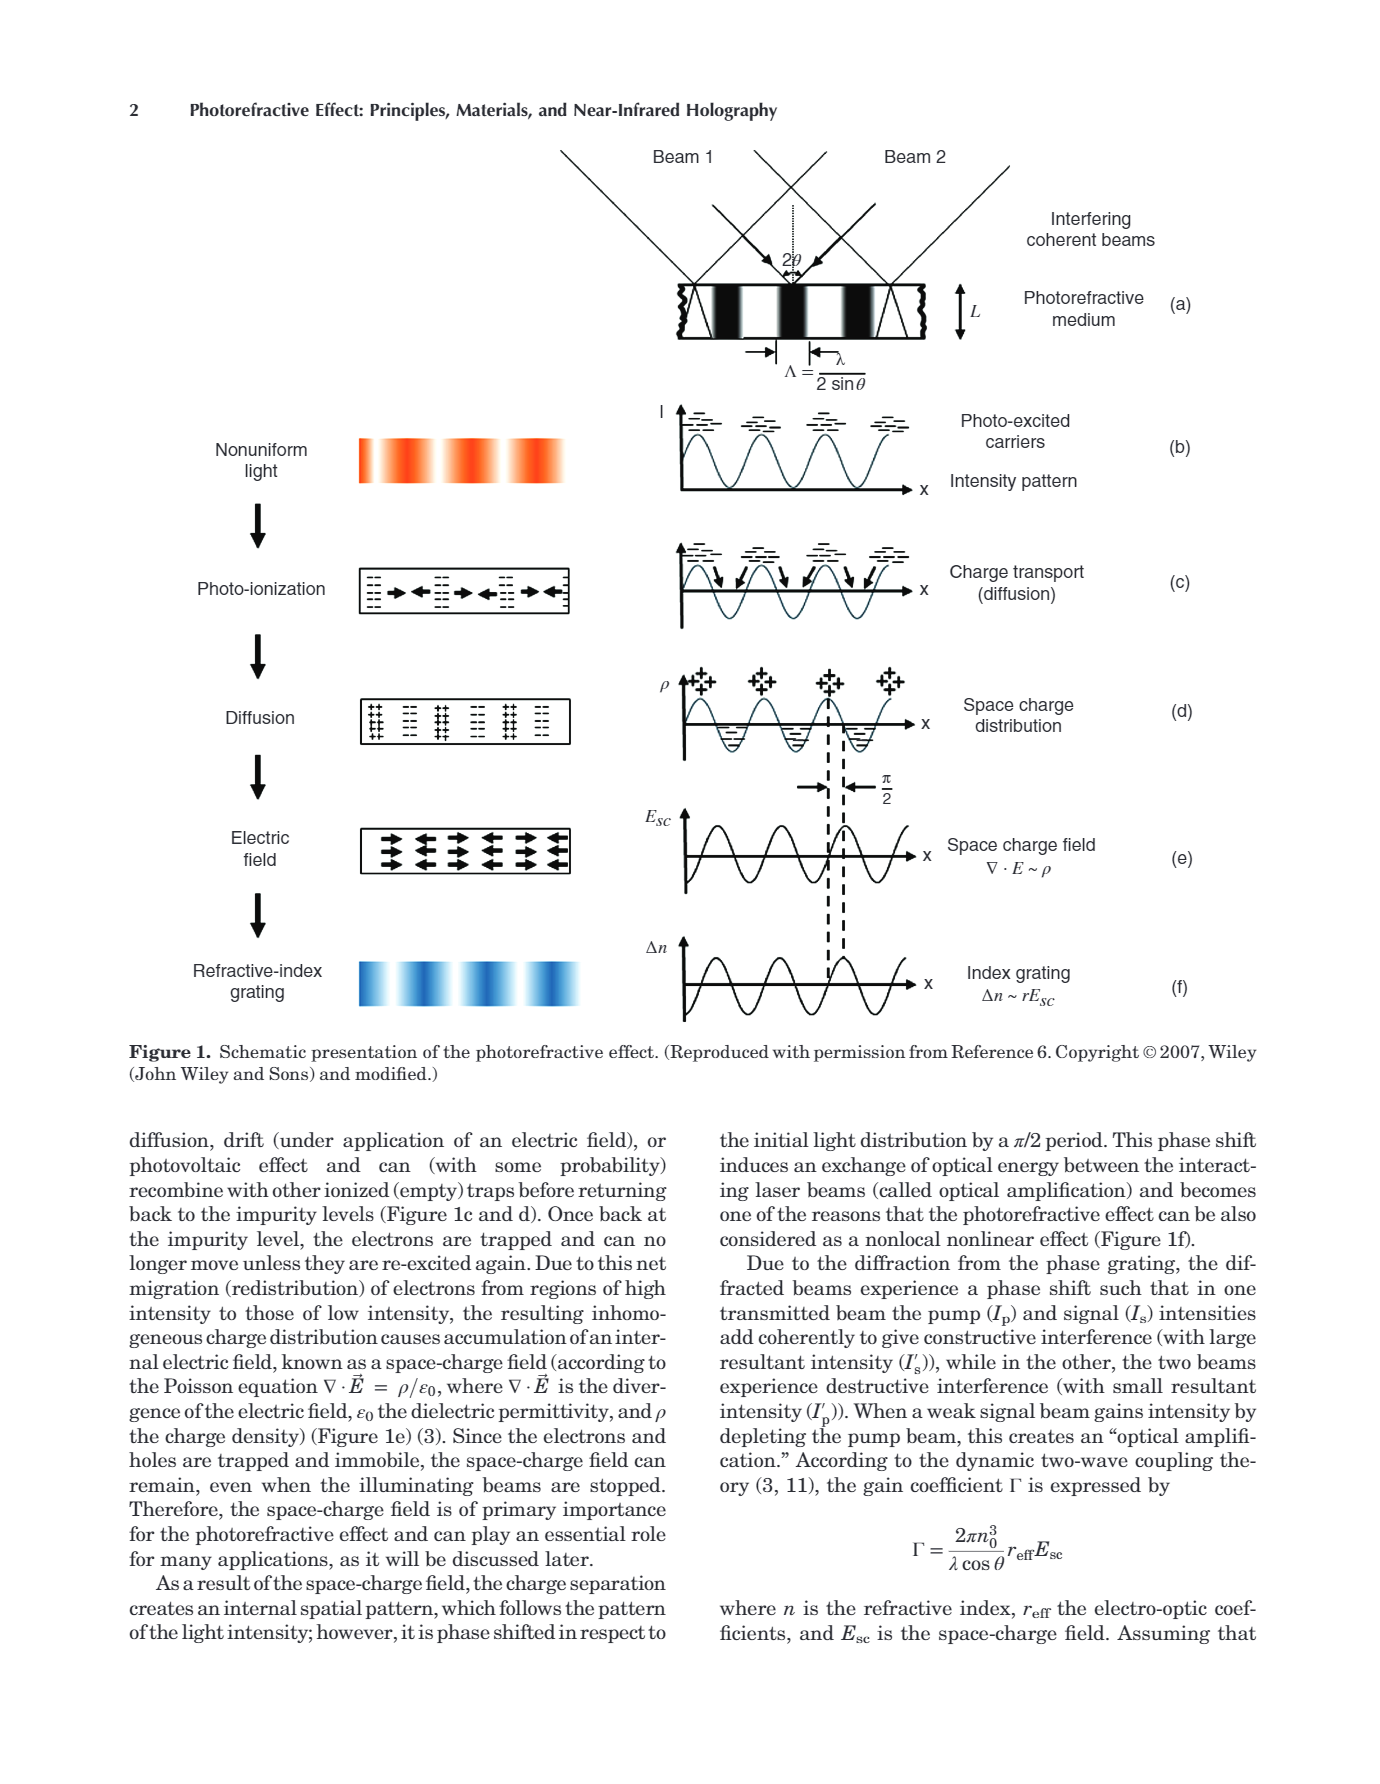 2 Photorefractive Effect: Principles, Materials, and Near-Infrared Holography
Beam 1
Beam 2
Interfering
coherent beams
2θ
Photorefractive
medium
L
(a)
Λ = λ / 2 sinθ
I
Photo-excited
carriers
Intensity pattern
x
(b)
Nonuniform
light
Charge transport
(diffusion)
x
(c)
Photo-ionization
ρ
Space charge
distribution
x
(d)
Diffusion
π/2
E_SC
Space charge field
∇ · E ~ ρ
x
(e)
Electric
field
Δn
Index grating
Δn ~ rE_SC
x
(f)
Refractive-index
grating
Figure 1. Schematic presentation of the photorefractive effect. (Reproduced with permission from Reference 6. Copyright © 2007, Wiley
(John Wiley and Sons) and modified.)
diffusion, drift (under application of an electric field), or
photovoltaic effect and can (with some probability)
recombine with other ionized (empty) traps before returning
back to the impurity levels (Figure 1c and d). Once back at
the impurity level, the electrons are trapped and can no
longer move unless they are re-excited again. Due to this net
migration (redistribution) of electrons from regions of high
intensity to those of low intensity, the resulting inhomo-
geneous charge distribution causes accumulation of an inter-
nal electric field, known as a space-charge field (according to
the Poisson equation ∇ · E⃗ = ρ/ε₀, where ∇ · E⃗ is the diver-
gence of the electric field, ε₀ the dielectric permittivity, and ρ
the charge density) (Figure 1e) (3). Since the electrons and
holes are trapped and immobile, the space-charge field can
remain, even when the illuminating beams are stopped.
Therefore, the space-charge field is of primary importance
for the photorefractive effect and can play an essential role
for many applications, as it will be discussed later.
As a result of the space-charge field, the charge separation
creates an internal spatial pattern, which follows the pattern
of the light intensity; however, it is phase shifted in respect to
the initial light distribution by a π/2 period. This phase shift
induces an exchange of optical energy between the interact-
ing laser beams (called optical amplification) and becomes
one of the reasons that the photorefractive effect can be also
considered as a nonlocal nonlinear effect (Figure 1f).
Due to the diffraction from the phase grating, the dif-
fracted beams experience a phase shift such that in one
transmitted beam the pump (I_p) and signal (I_s) intensities
add coherently to give constructive interference (with large
resultant intensity (I′_s)), while in the other, the two beams
experience destructive interference (with small resultant
intensity (I′_p)). When a weak signal beam gains intensity by
depleting the pump beam, this creates an “optical amplifi-
cation.” According to the dynamic two-wave coupling the-
ory (3, 11), the gain coefficient Γ is expressed by
Γ = 2πn₀³ / λ cos θ r_eff E_sc
where n is the refractive index, r_eff the electro-optic coef-
ficients, and E_sc is the space-charge field. Assuming that